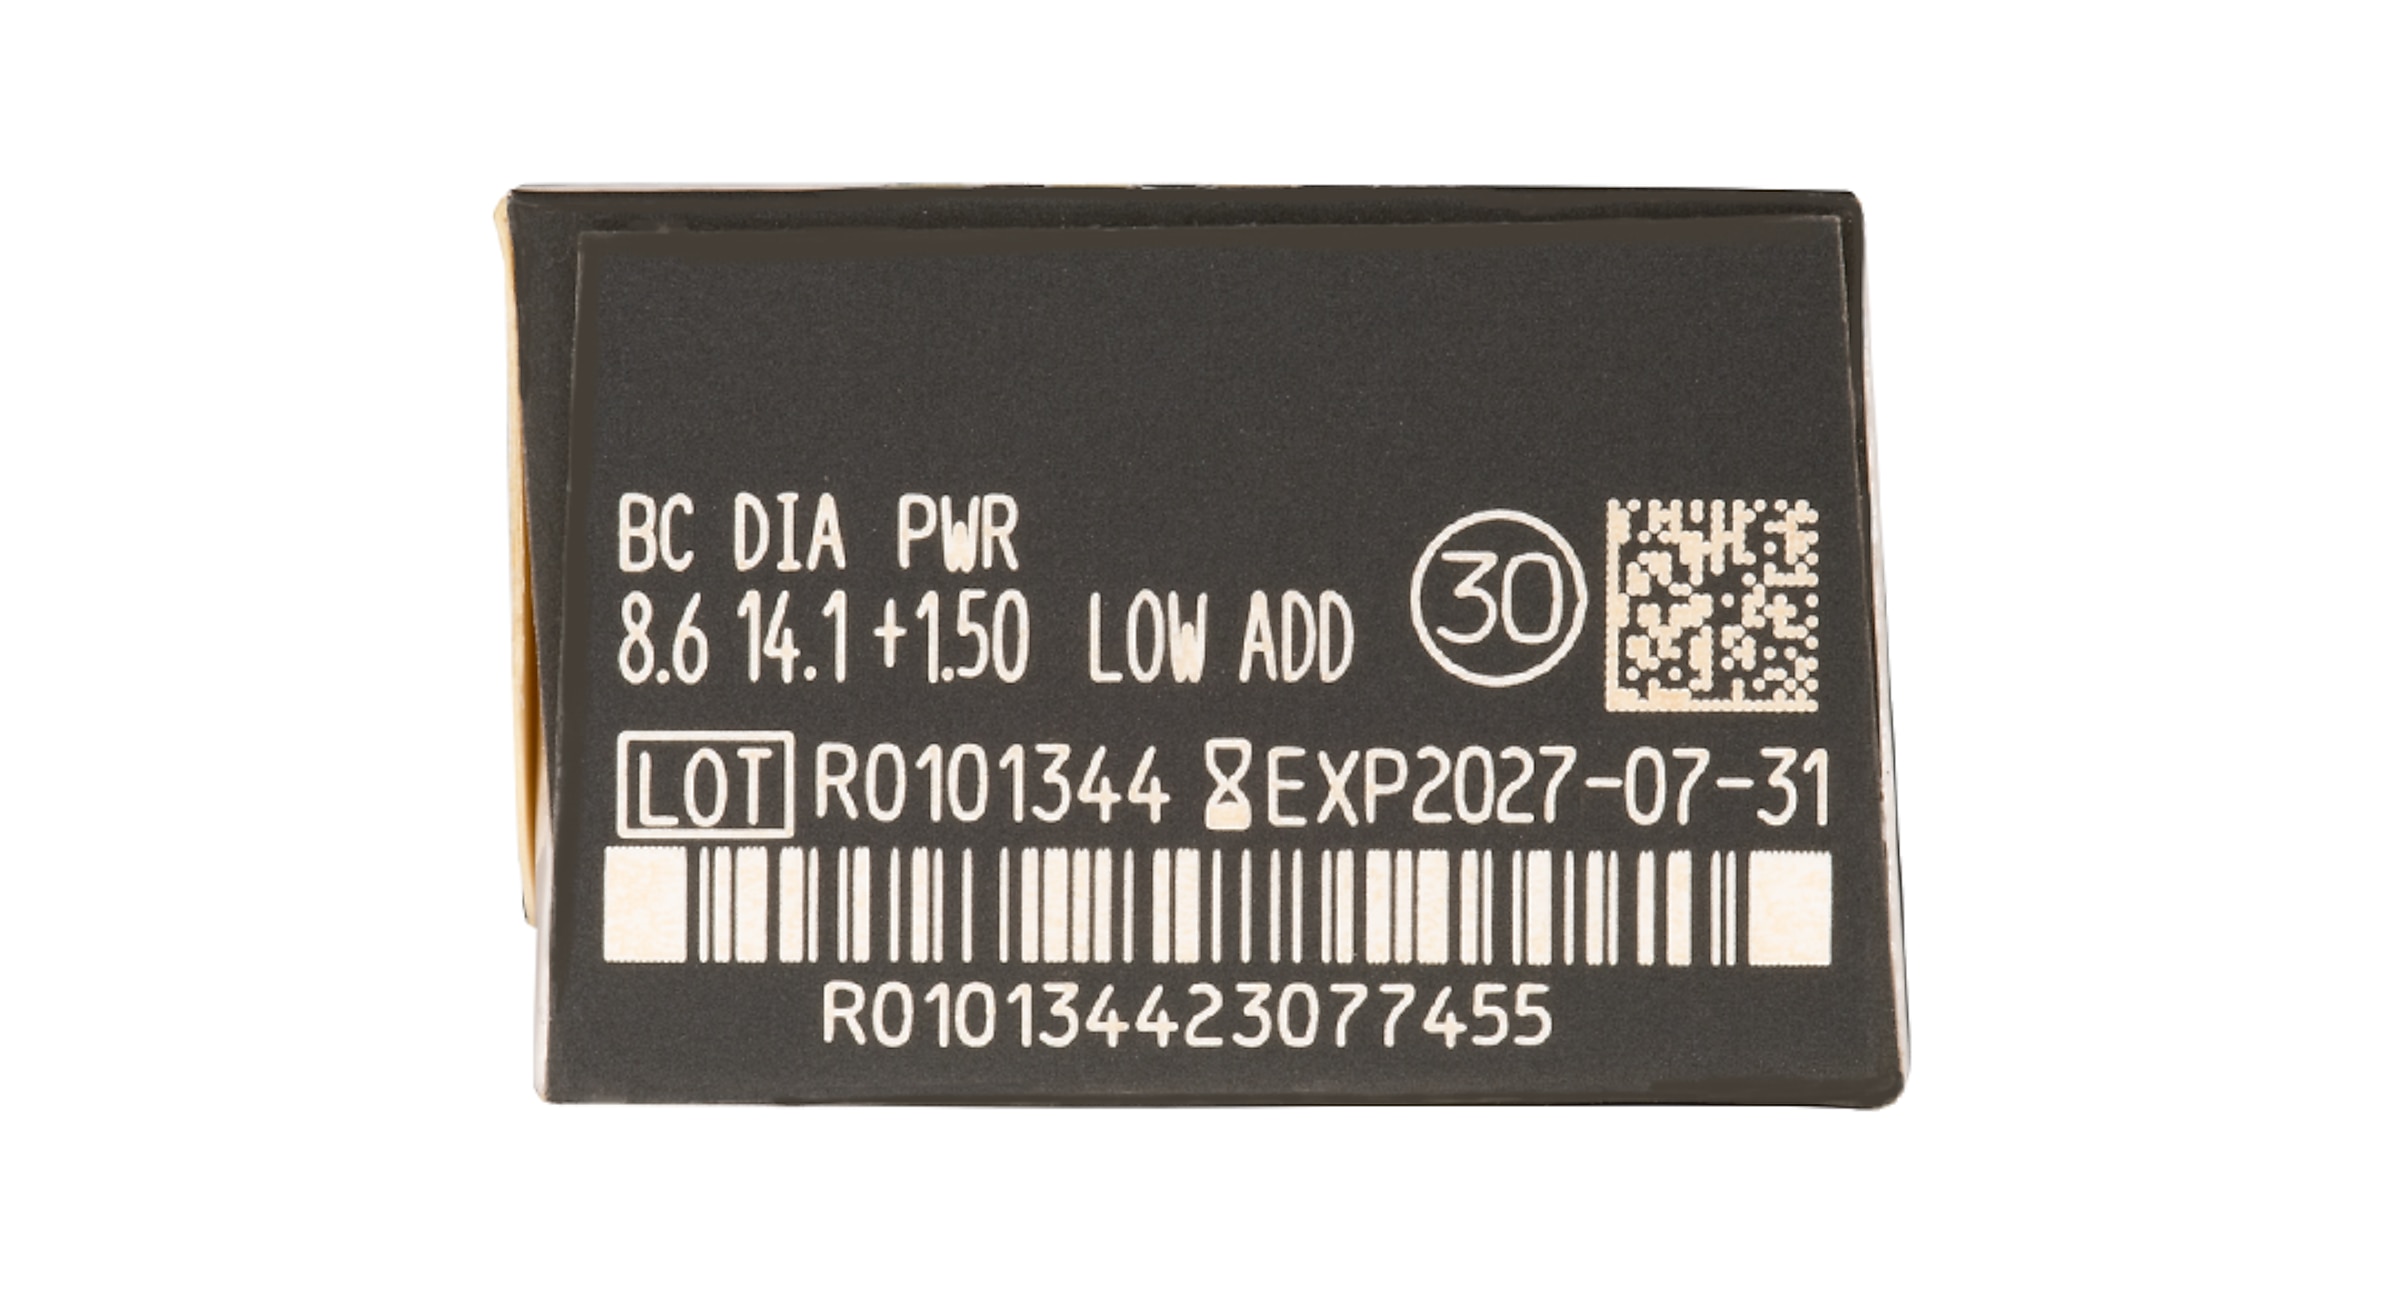 BC DIA PWR
8.6 14.1 +1.50 LOW ADD
30
LOT R0101344 EXP2027-07-31
R010134423077455